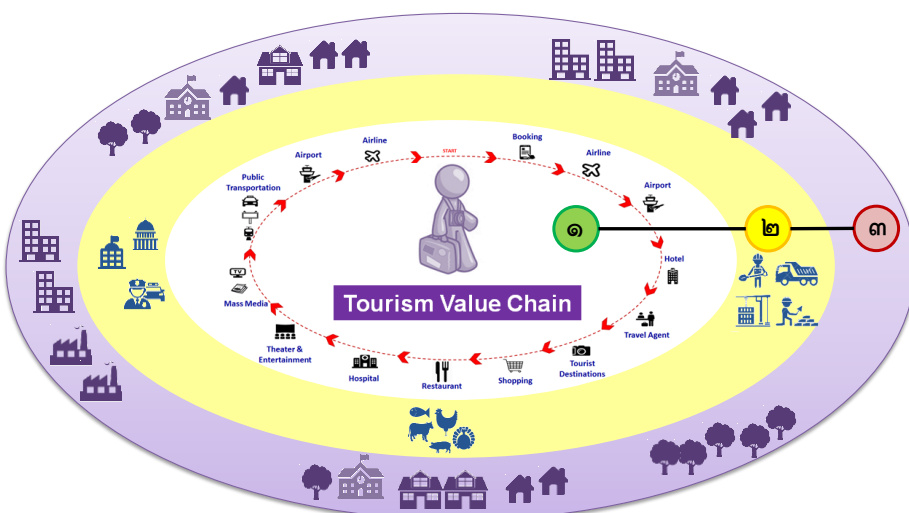 START
Booking
Airline
Airport
Hotel
Travel Agent
Tourist
Destinations
Shopping
Restaurant
Hospital
Theater &
Entertainment
Mass Media
TV
Public
Transportation
Airport
Airline
Tourism Value Chain
๑
๒
๓